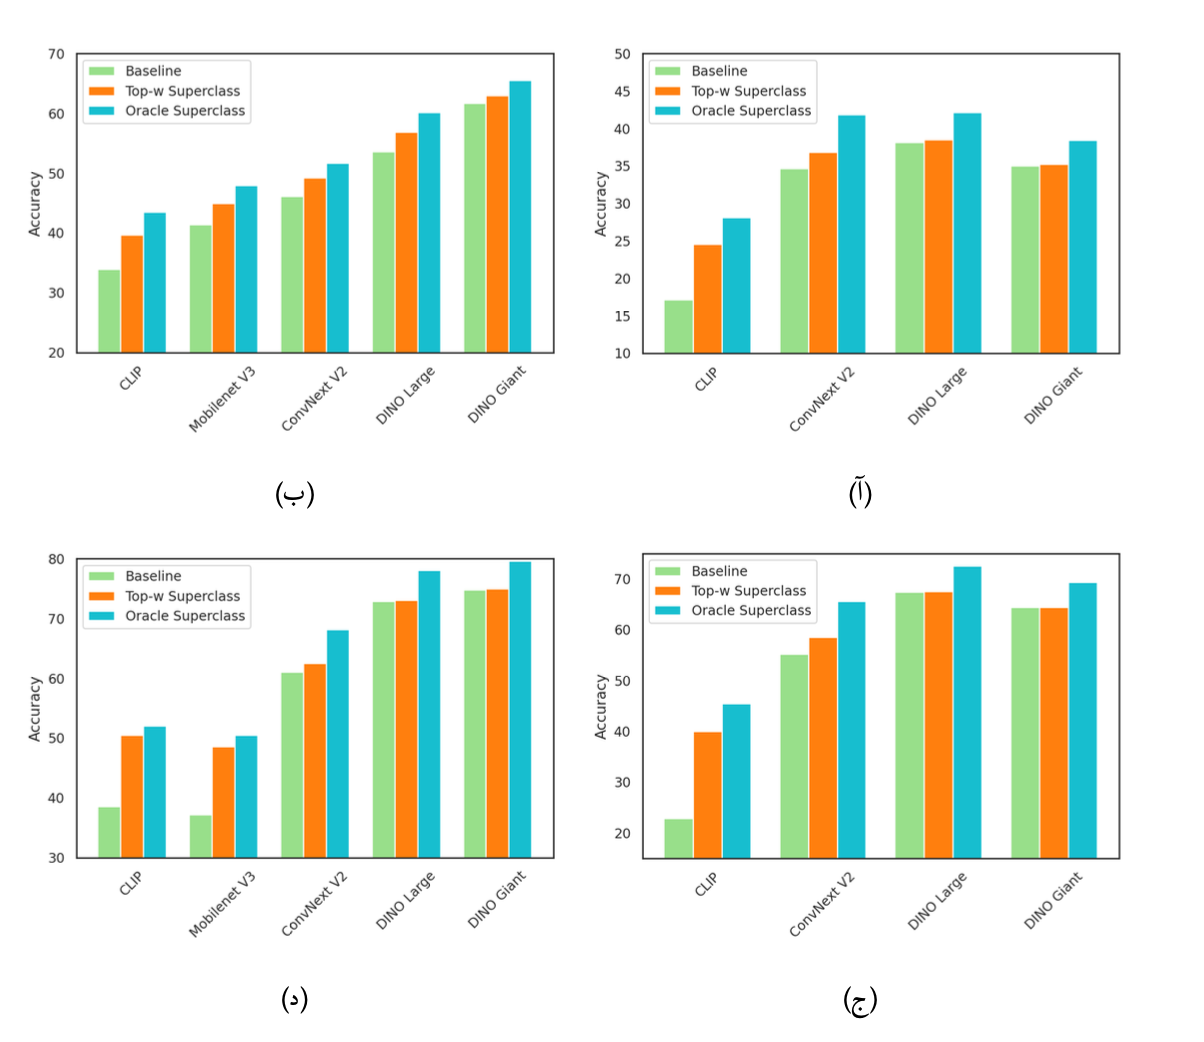 70
60
50
40
30
20
Accuracy
Baseline
Top-w Superclass
Oracle Superclass
CLIP
Mobilenet V3
ConvNext V2
DINO Large
DINO Giant
(ب)
50
45
40
35
30
25
20
15
10
Accuracy
Baseline
Top-w Superclass
Oracle Superclass
CLIP
ConvNext V2
DINO Large
DINO Giant
(آ)
80
70
60
50
40
30
Accuracy
Baseline
Top-w Superclass
Oracle Superclass
CLIP
Mobilenet V3
ConvNext V2
DINO Large
DINO Giant
(د)
70
60
50
40
30
20
Accuracy
Baseline
Top-w Superclass
Oracle Superclass
CLIP
ConvNext V2
DINO Large
DINO Giant
(ج)